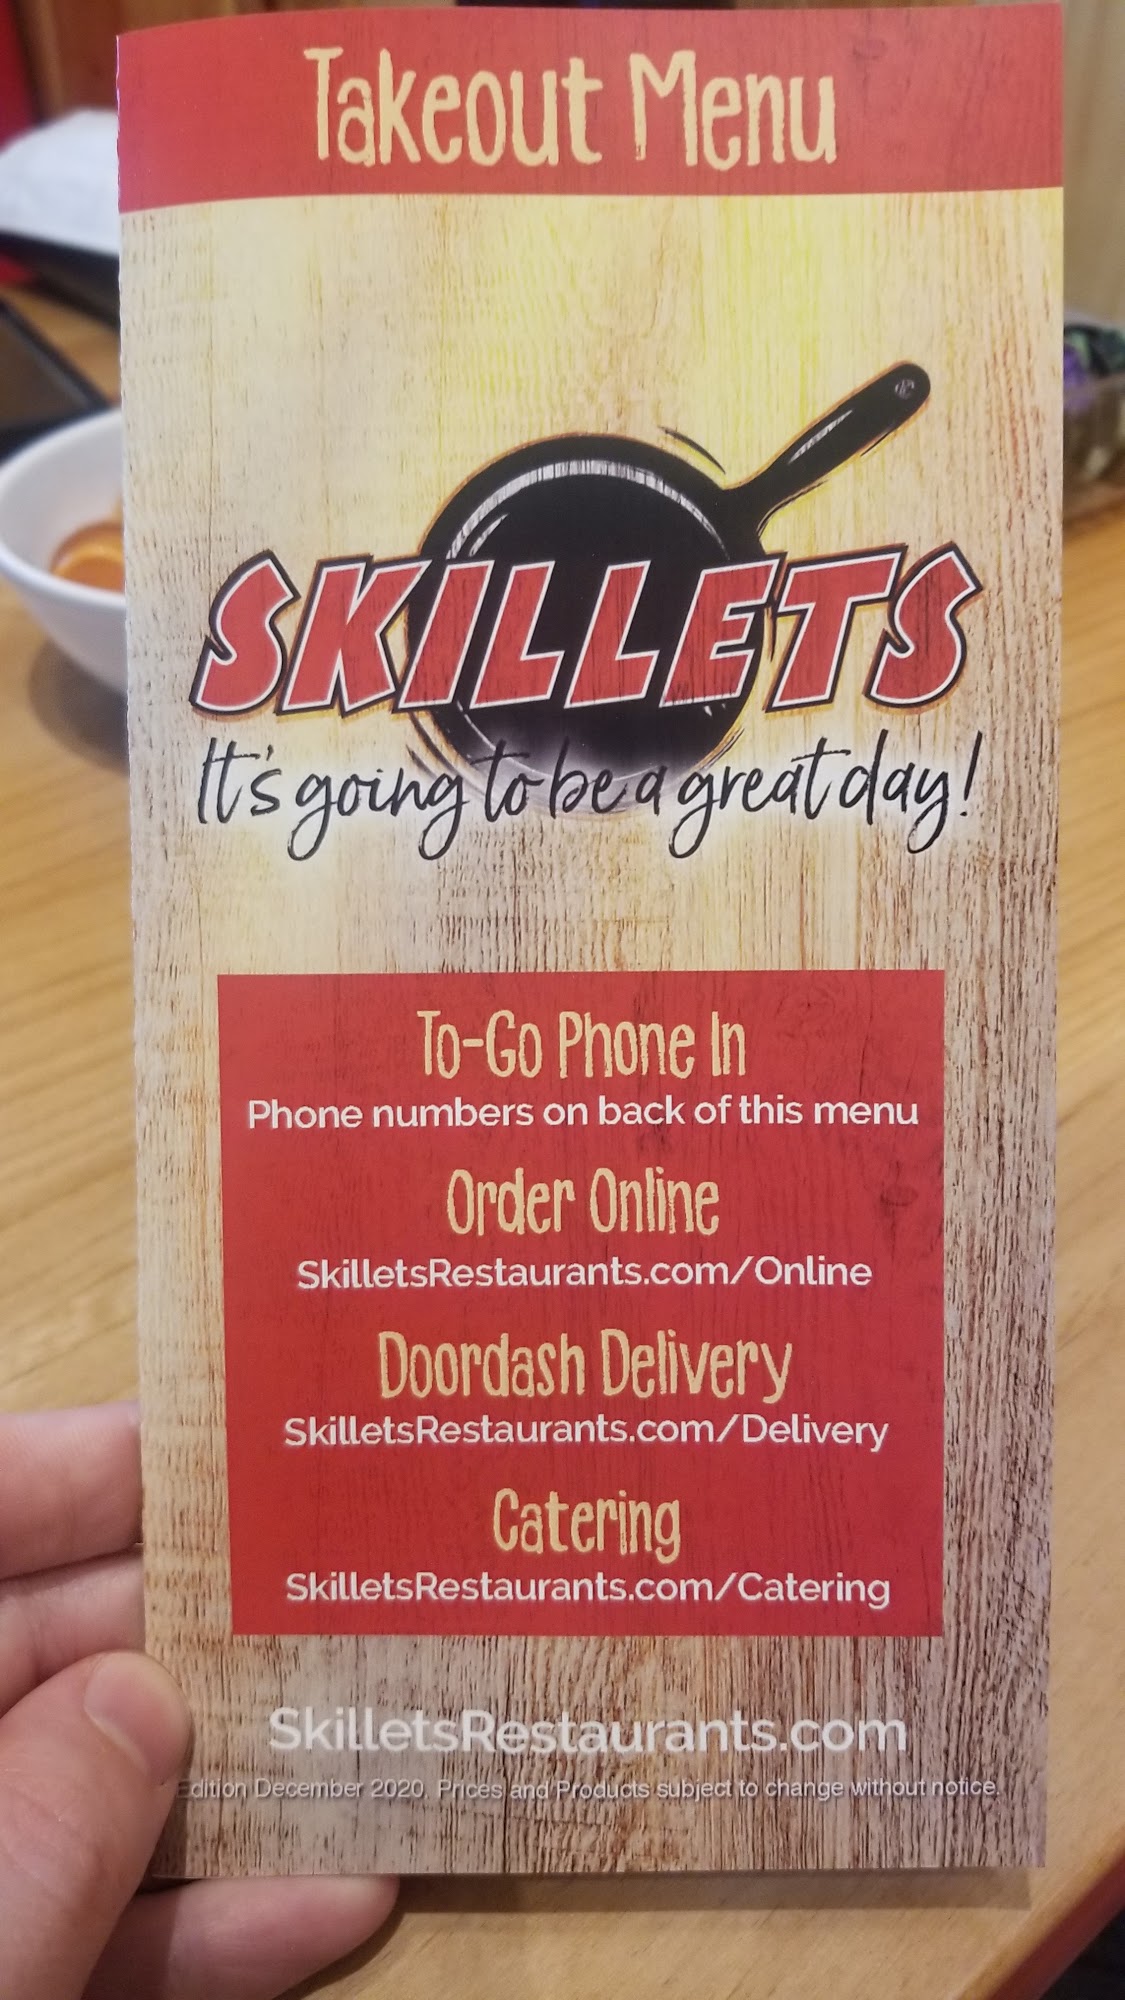 Takeout Menu
SKILLETS
It's going to be a great day!
To-Go Phone In
Phone numbers on back of this menu
Order Online
SkilletsRestaurants.com/Online
Doordash Delivery
SkilletsRestaurants.com/Delivery
Catering
SkilletsRestaurants.com/Catering
SkilletsRestaurants.com
Edition December 2020. Prices and Products subject to change without notice.